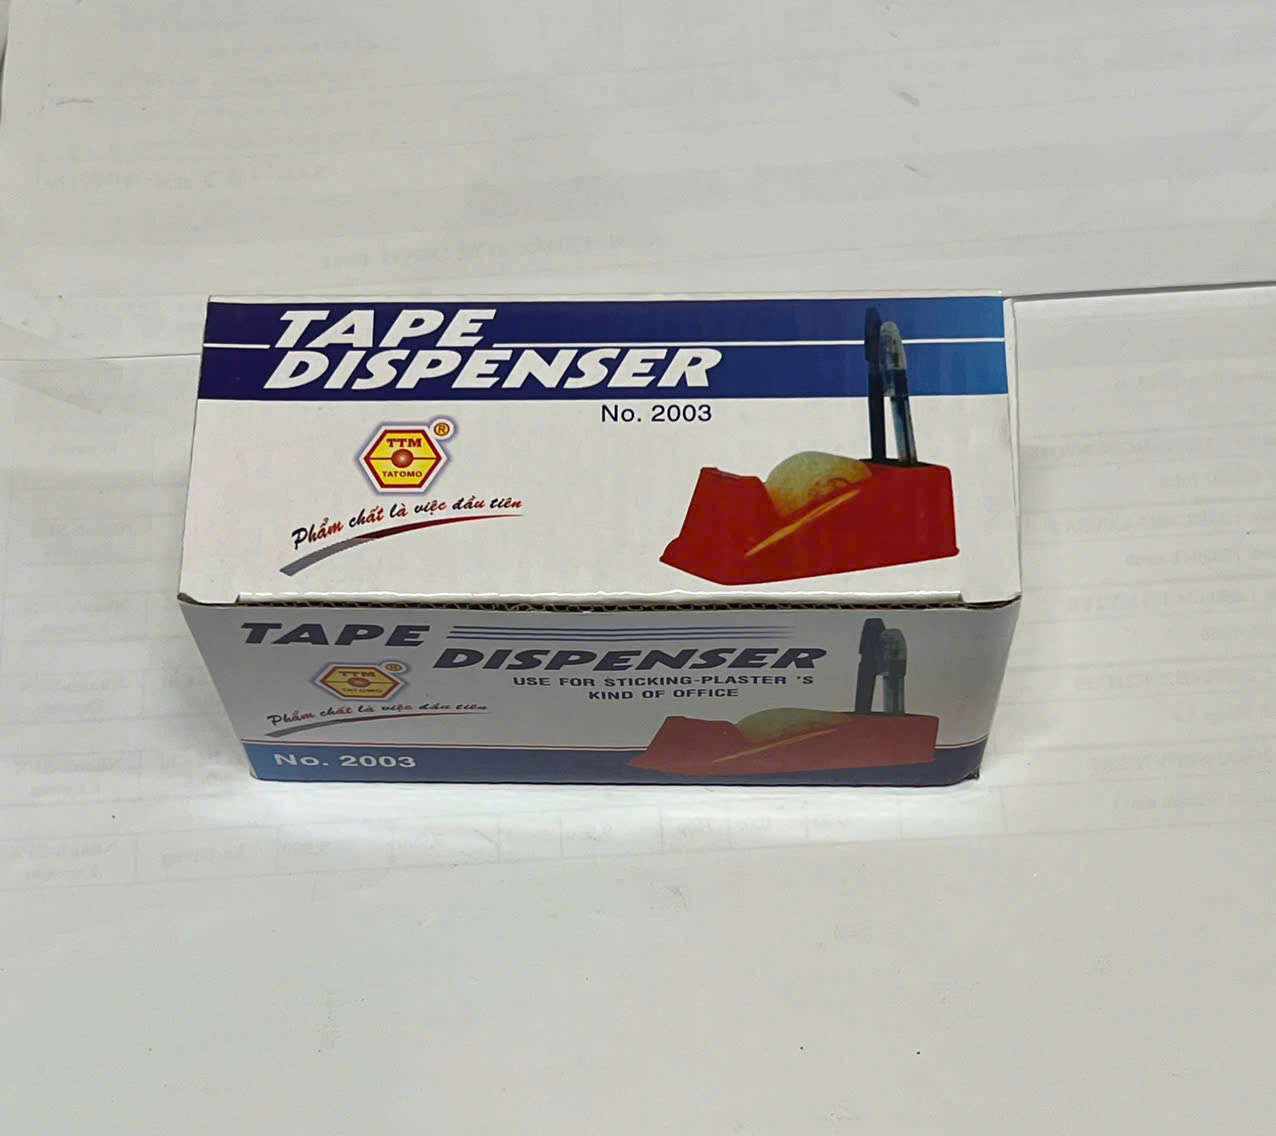 TAPE
DISPENSER
No. 2003
®
TTM
TATOMO
Phẩm chất là việc đầu tiên
TAPE
DISPENSER
USE FOR STICKING-PLASTER 'S
KIND OF OFFICE
®
TTM
TATOMO
Phẩm chất là việc đầu tiên
No. 2003